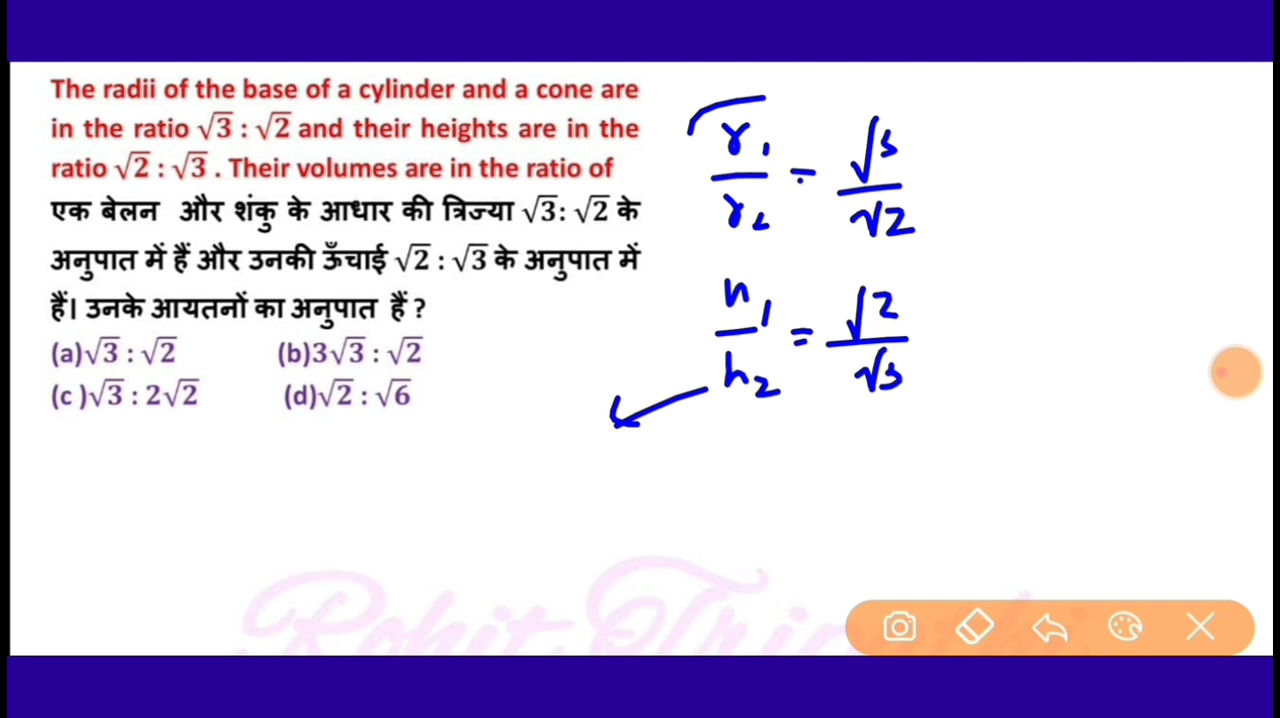 The radii of the base of a cylinder and a cone are
in the ratio √3 : √2 and their heights are in the
ratio √2 : √3 . Their volumes are in the ratio of
एक बेलन और शंकु के आधार की त्रिज्या √3: √2 के
अनुपात में हैं और उनकी ऊँचाई √2 : √3 के अनुपात में
हैं। उनके आयतनों का अनुपात हैं ?
(a)√3 : √2 (b)3√3 : √2
(c )√3 : 2√2 (d)√2 : √6
r₁/r₂ = √3/√2
h₁/h₂ = √2/√3
Rohit Tripathi